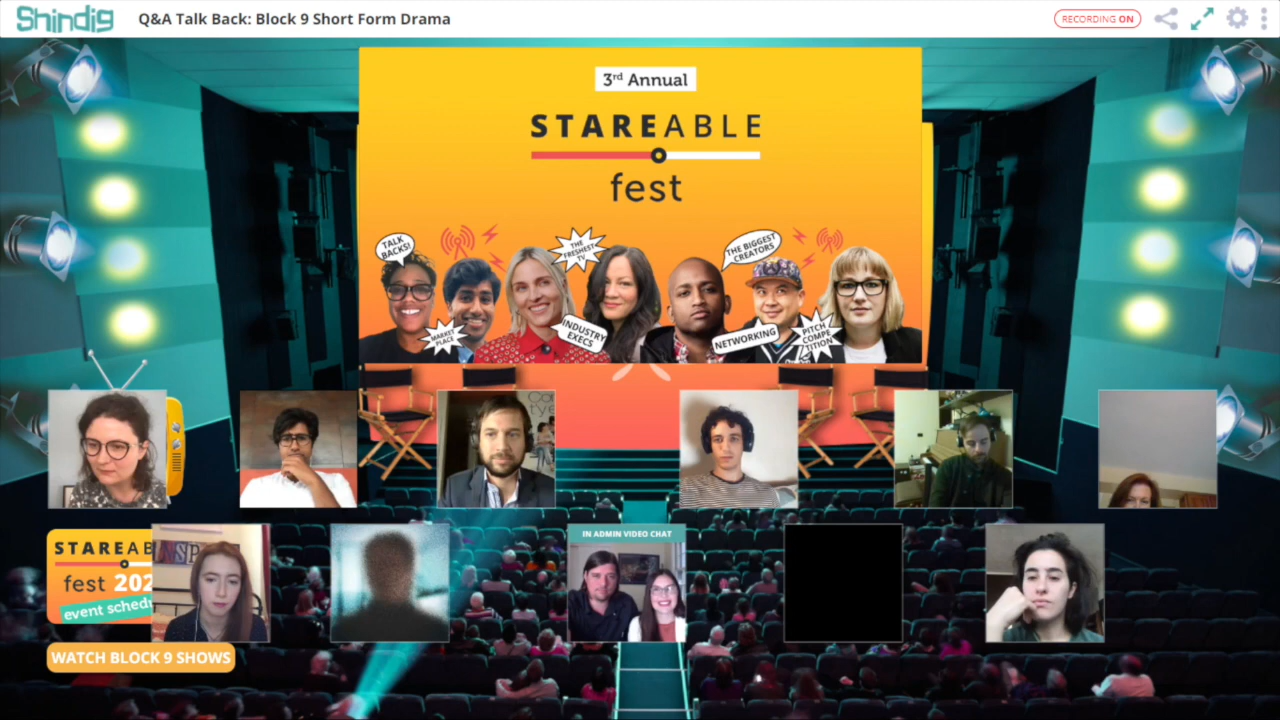 Shindig
Q&A Talk Back: Block 9 Short Form Drama
RECORDING ON
3rd Annual
STAREABLE
fest
TALK
BACKS!
THE
FRESHEST
TV
THE BIGGEST
CREATORS
MARKET
PLACE
INDUSTRY
EXECS
NETWORKING
PITCH
COMPE
TITION
IN ADMIN VIDEO CHAT
STAREAB
fest 202
event schedu
WATCH BLOCK 9 SHOWS